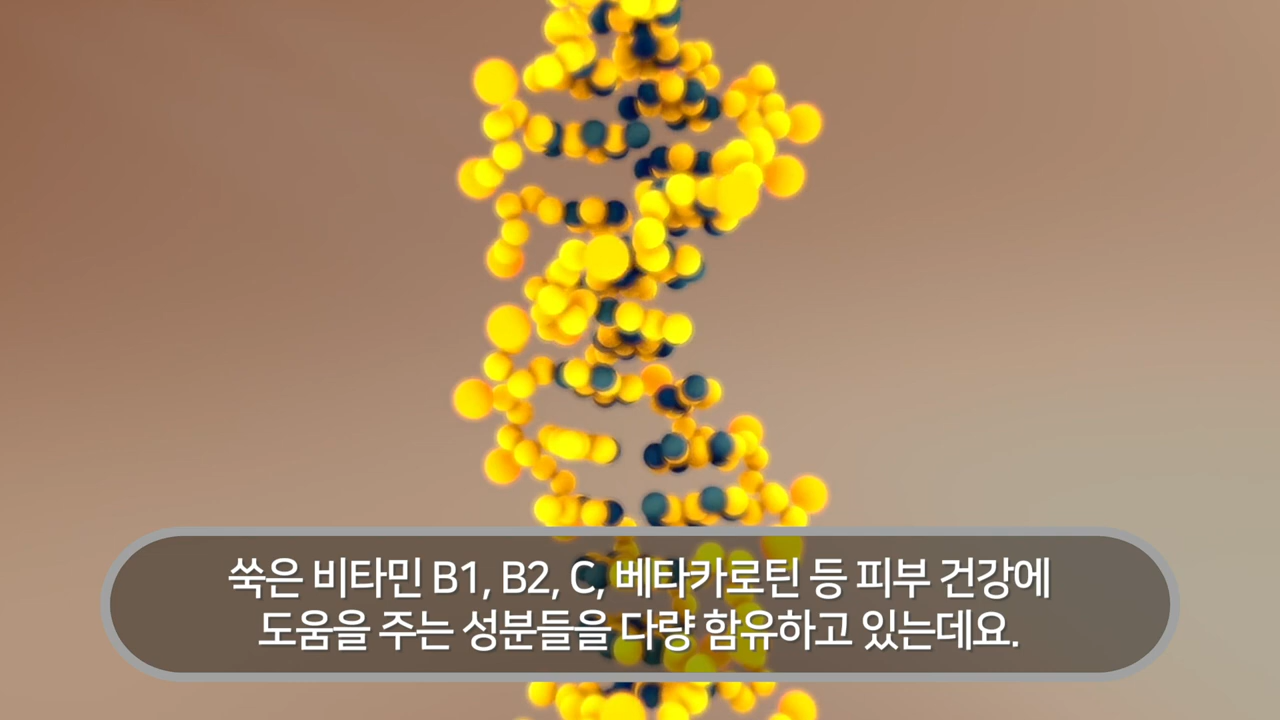 쑥은 비타민 B1, B2, C, 베타카로틴 등 피부 건강에
도움을 주는 성분들을 다량 함유하고 있는데요.